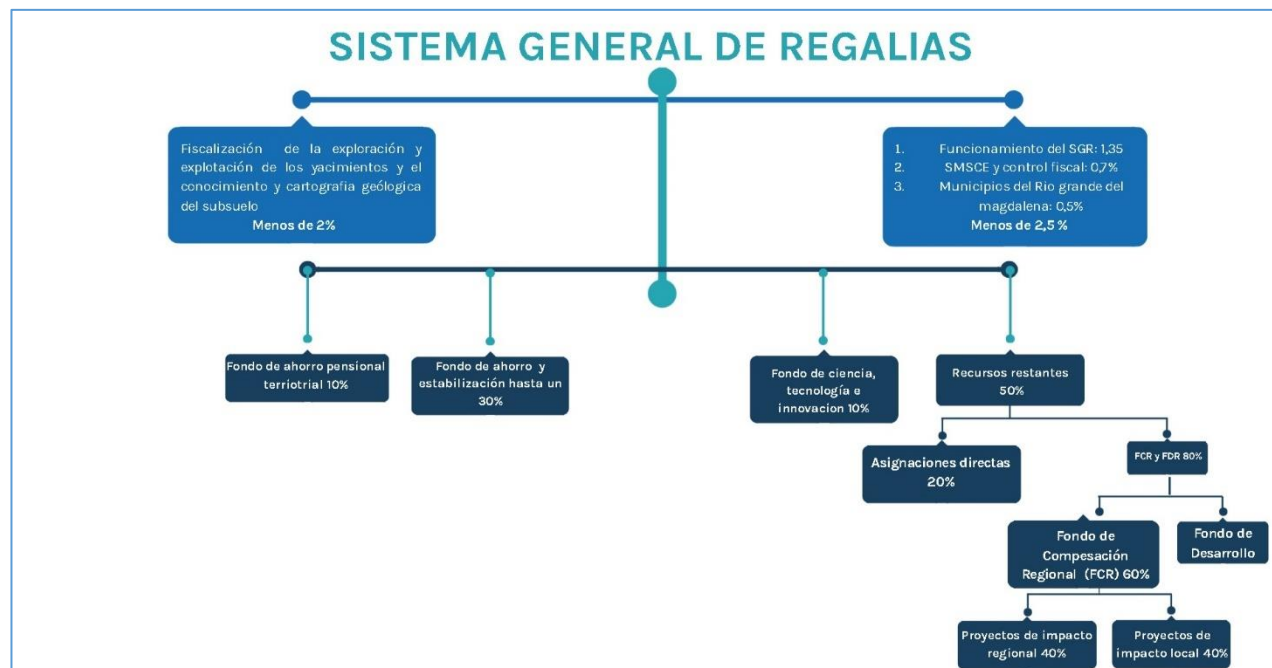 SISTEMA GENERAL DE REGALIAS
Fiscalización de la exploración y
explotación de los yacimientos y el
conocimiento y cartografia geólogica
del subsuelo
Menos de 2%
1. Funcionamiento del SGR: 1,35
2. SMSCE y control fiscal: 0,7%
3. Municipios del Rio grande del
magdalena: 0,5%
Menos de 2,5 %
Fondo de ahorro pensional
terriotrial 10%
Fondo de ahorro y
estabilización hasta un
30%
Fondo de ciencia,
tecnología e
innovacion 10%
Recursos restantes
50%
Asignaciones directas
20%
FCR y FDR 80%
Fondo de
Compesación
Regional (FCR) 60%
Fondo de
Desarrollo
Proyectos de impacto
regional 40%
Proyectos de
impacto local 40%